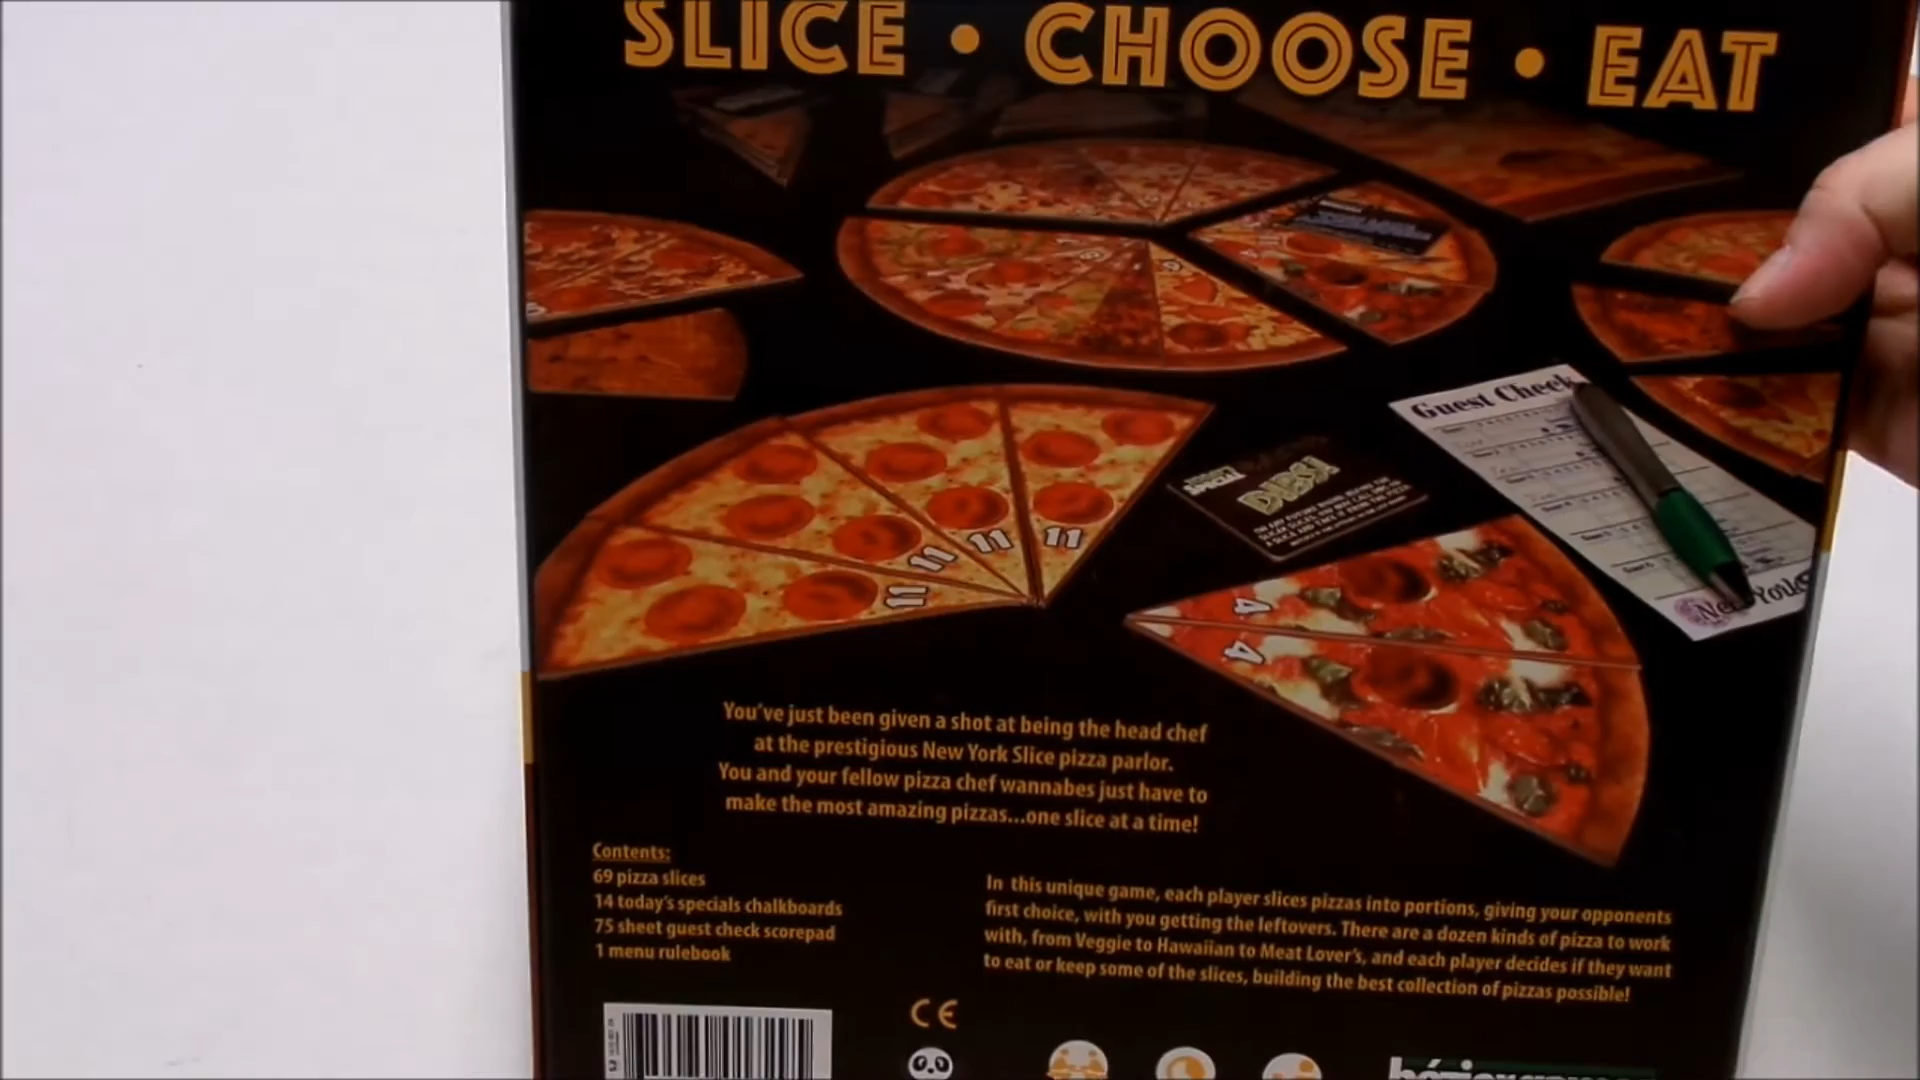 SLICE • CHOOSE • EAT
Guest Check
DIBS!
SPECIAL
11
11
11
11
4
4
You've just been given a shot at being the head chef
at the prestigious New York Slice pizza parlor.
You and your fellow pizza chef wannabes just have to
make the most amazing pizzas...one slice at a time!
Contents:
69 pizza slices
14 today's specials chalkboards
75 sheet guest check scorepad
1 menu rulebook
In this unique game, each player slices pizzas into portions, giving your opponents
first choice, with you getting the leftovers. There are a dozen kinds of pizza to work
with, from Veggie to Hawaiian to Meat Lover's, and each player decides if they want
to eat or keep some of the slices, building the best collection of pizzas possible!
CE